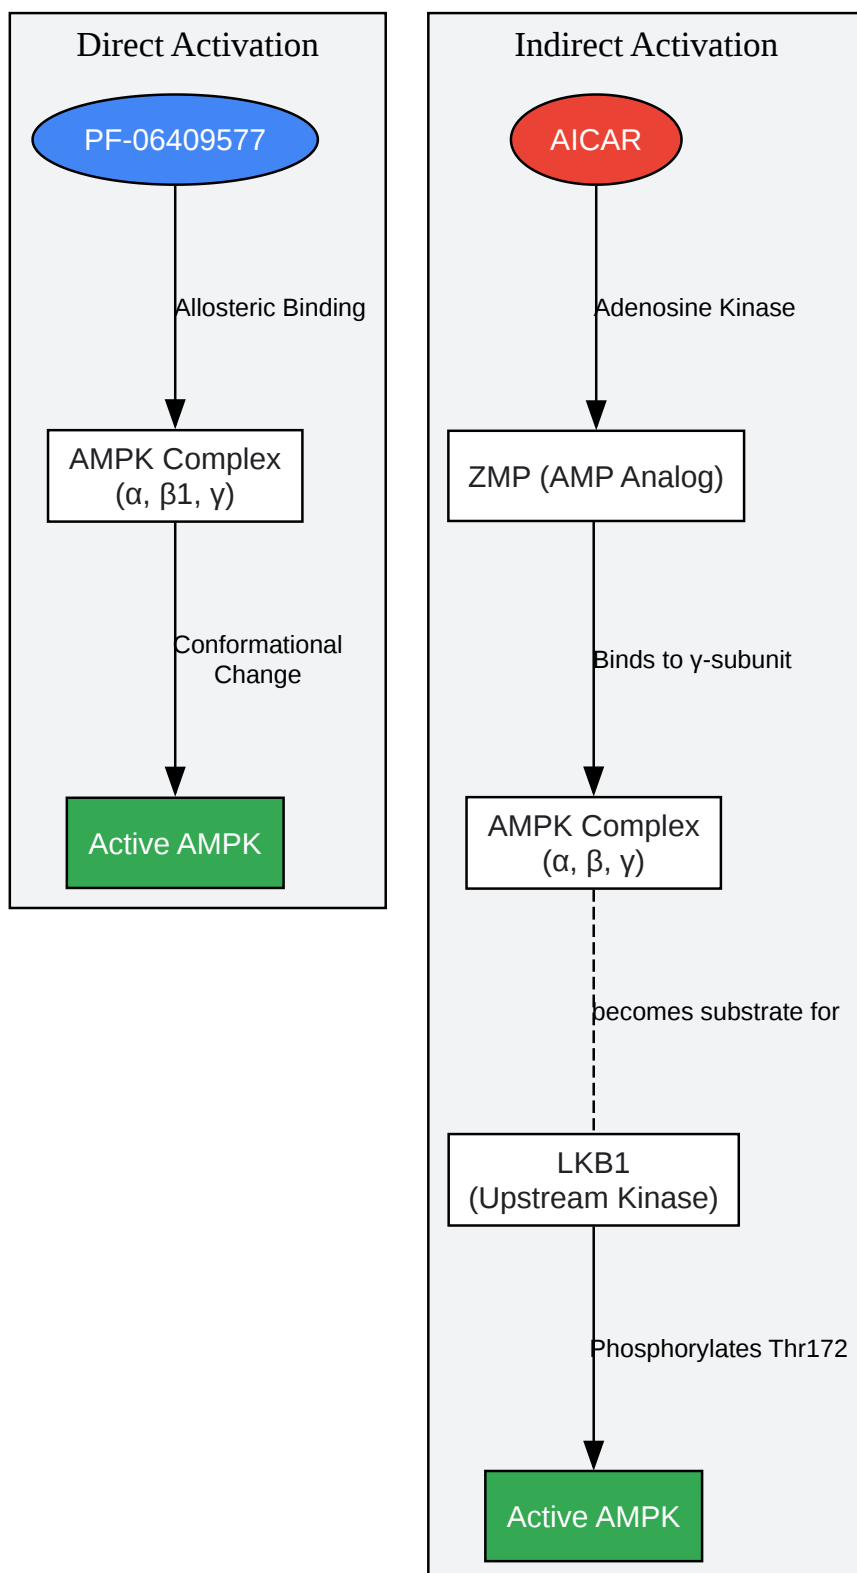 Direct Activation
PF-06409577
Allosteric Binding
AMPK Complex
(α, β1, γ)
Conformational
Change
Active AMPK
Indirect Activation
AICAR
Adenosine Kinase
ZMP (AMP Analog)
Binds to γ-subunit
AMPK Complex
(α, β, γ)
becomes substrate for
LKB1
(Upstream Kinase)
Phosphorylates Thr172
Active AMPK